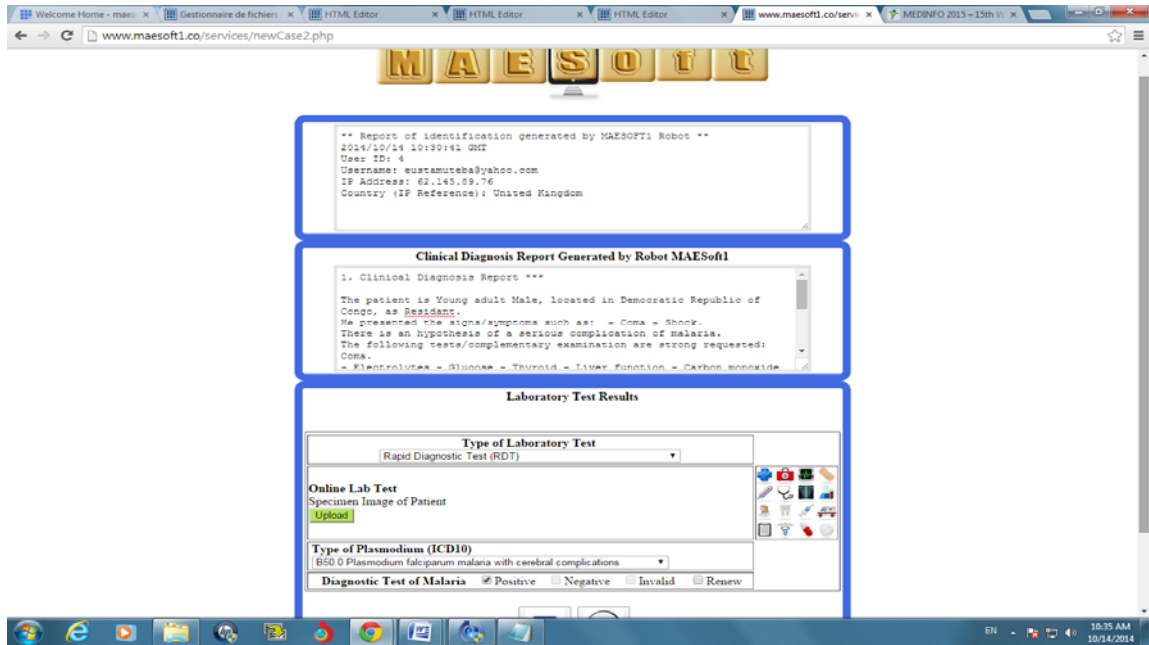 Welcome Home - maes
Gestionnaire de fichiers
HTML Editor
HTML Editor
HTML Editor
www.maesoft1.co/servic
MEDINFO 2015 – 15th W
www.maesoft1.co/services/newCase2.php
MAESoft
** Report of identification generated by MAESOFT1 Robot **
2014/10/14 10:30:41 GMT
User ID: 4
Username: eustamuteba@yahoo.com
IP Address: 62.145.89.76
Country (IP Reference): United Kingdom
Clinical Diagnosis Report Generated by Robot MAESoft1
1. Clinical Diagnosis Report ***
The patient is Young adult Male, located in Democratic Republic of
Congo, as Residant.
He presented the signs/symptoms such as: - Coma - Shock.
There is an hypothesis of a serious complication of malaria.
The following tests/complementary examination are strong requested:
Coma.
- Electrolytes - Glucose - Thyroid - Liver function - Carbon monoxide
Laboratory Test Results
Type of Laboratory Test
Rapid Diagnostic Test (RDT)
Online Lab Test
Specimen Image of Patient
Upload
Type of Plasmodium (ICD10)
B50.0 Plasmodium falciparum malaria with cerebral complications
Diagnostic Test of Malaria Positive Negative Invalid Renew
EN
10:35 AM
10/14/2014